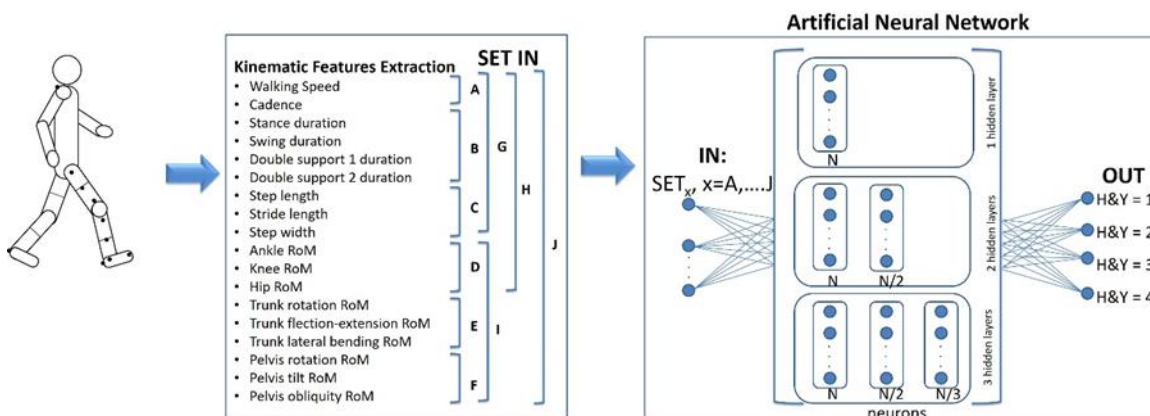 Artificial Neural Network
SET IN
Kinematic Features Extraction
• Walking Speed
• Cadence
• Stance duration
• Swing duration
• Double support 1 duration
• Double support 2 duration
• Step length
• Stride length
• Step width
• Ankle RoM
• Knee RoM
• Hip RoM
• Trunk rotation RoM
• Trunk flection-extension RoM
• Trunk lateral bending RoM
• Pelvis rotation RoM
• Pelvis tilt RoM
• Pelvis obliquity RoM
A
B
C
D
E
F
G
H
I
J
IN:
SETx, x=A,....J
N
1 hidden layer
N N/2
2 hidden layers
N N/2 N/3
3 hidden layers
neurons
OUT
H&Y = 1
H&Y = 2
H&Y = 3
H&Y = 4